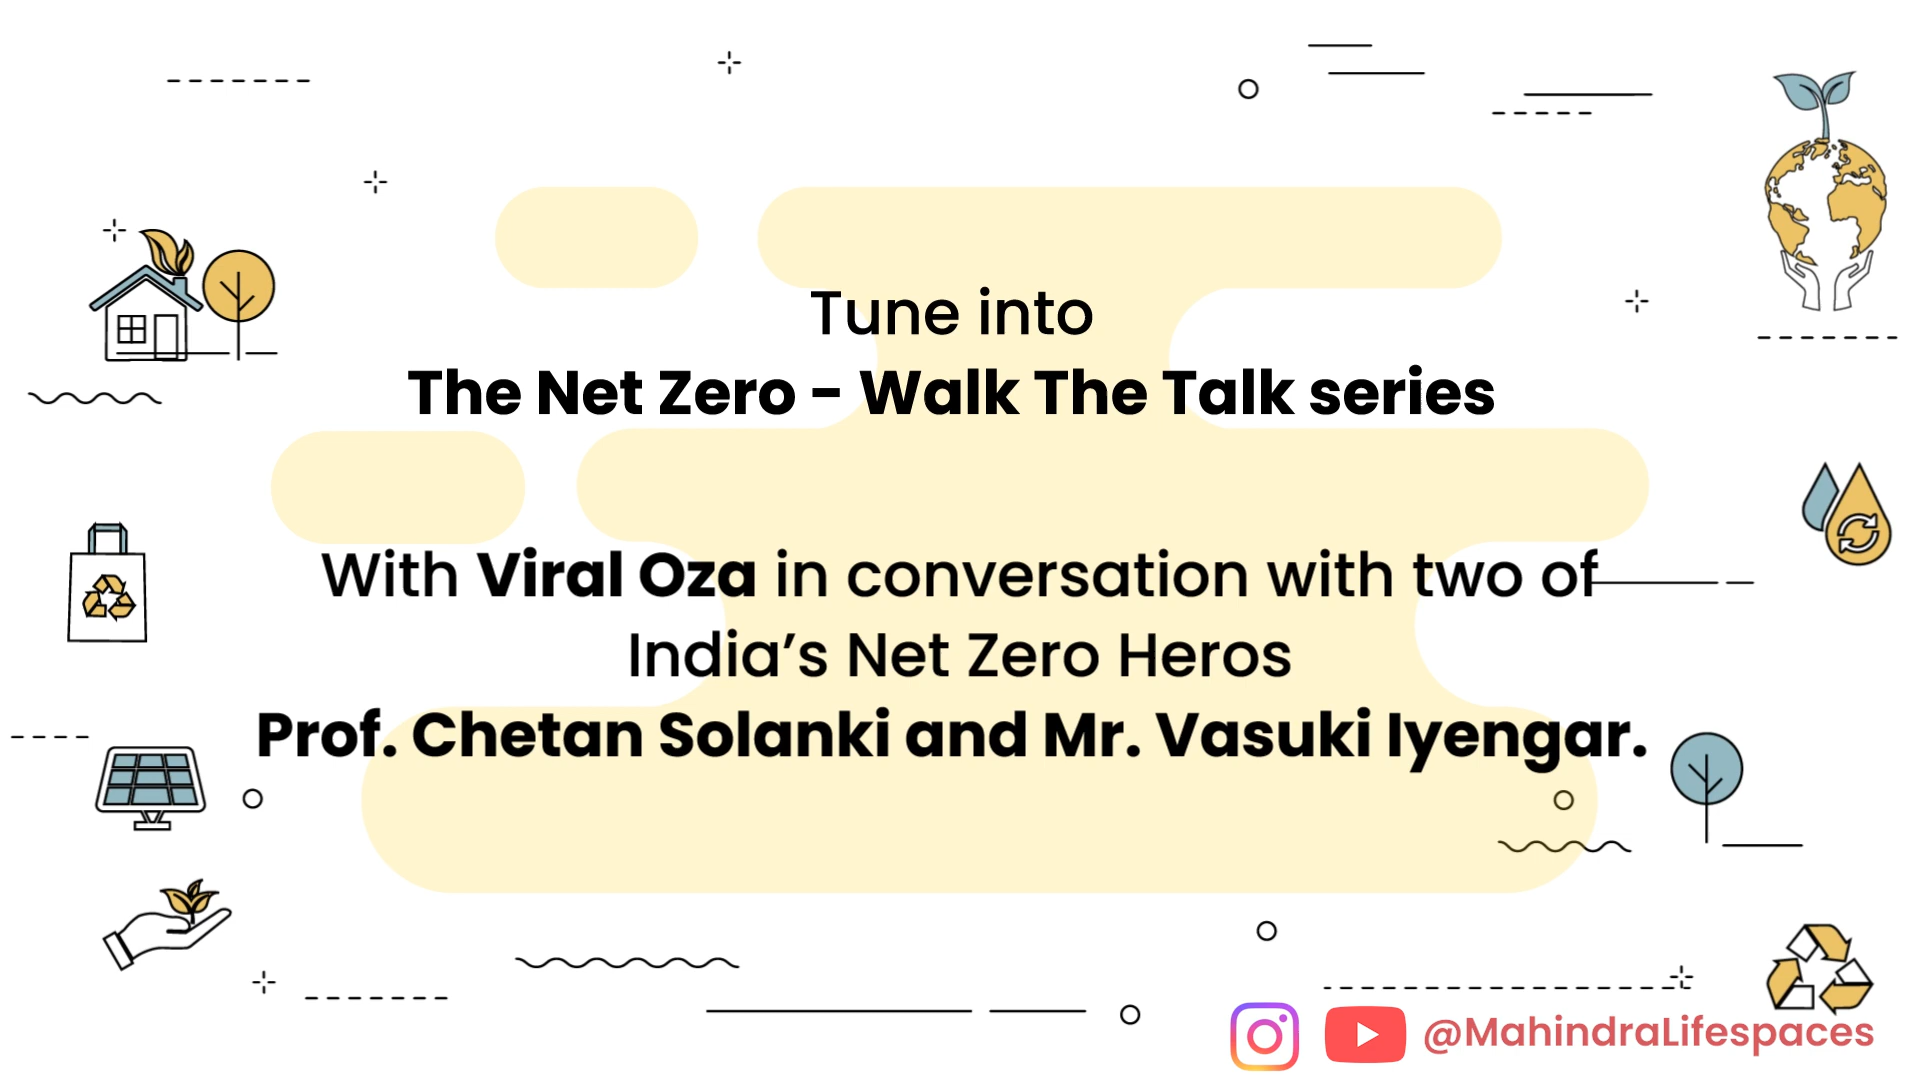 Tune into
The Net Zero - Walk The Talk series
With Viral Oza in conversation with two of
India’s Net Zero Heros
Prof. Chetan Solanki and Mr. Vasuki Iyengar.
@MahindraLifespaces